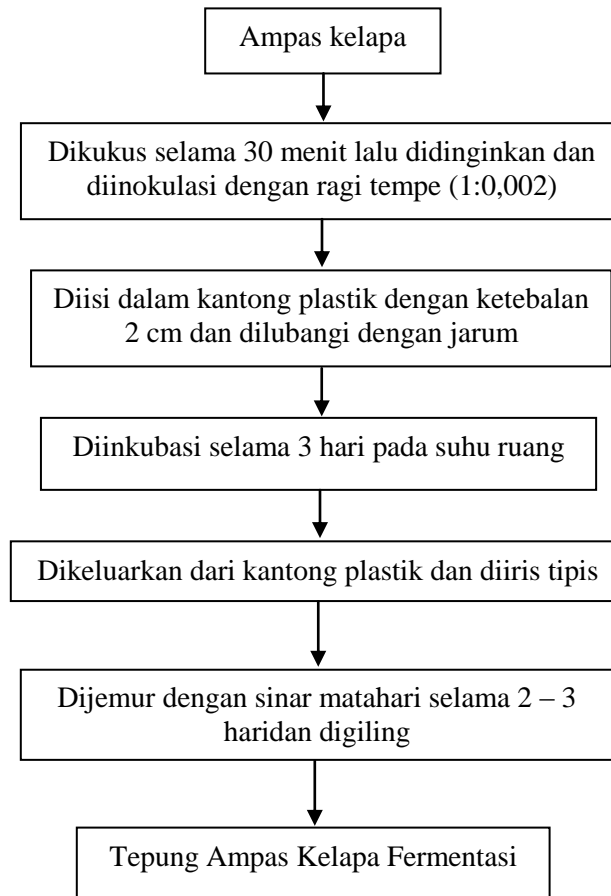 Ampas kelapa
Dikukus selama 30 menit lalu didinginkan dan
diinokulasi dengan ragi tempe (1:0,002)
Diisi dalam kantong plastik dengan ketebalan
2 cm dan dilubangi dengan jarum
Diinkubasi selama 3 hari pada suhu ruang
Dikeluarkan dari kantong plastik dan diiris tipis
Dijemur dengan sinar matahari selama 2 – 3
haridan digiling
Tepung Ampas Kelapa Fermentasi